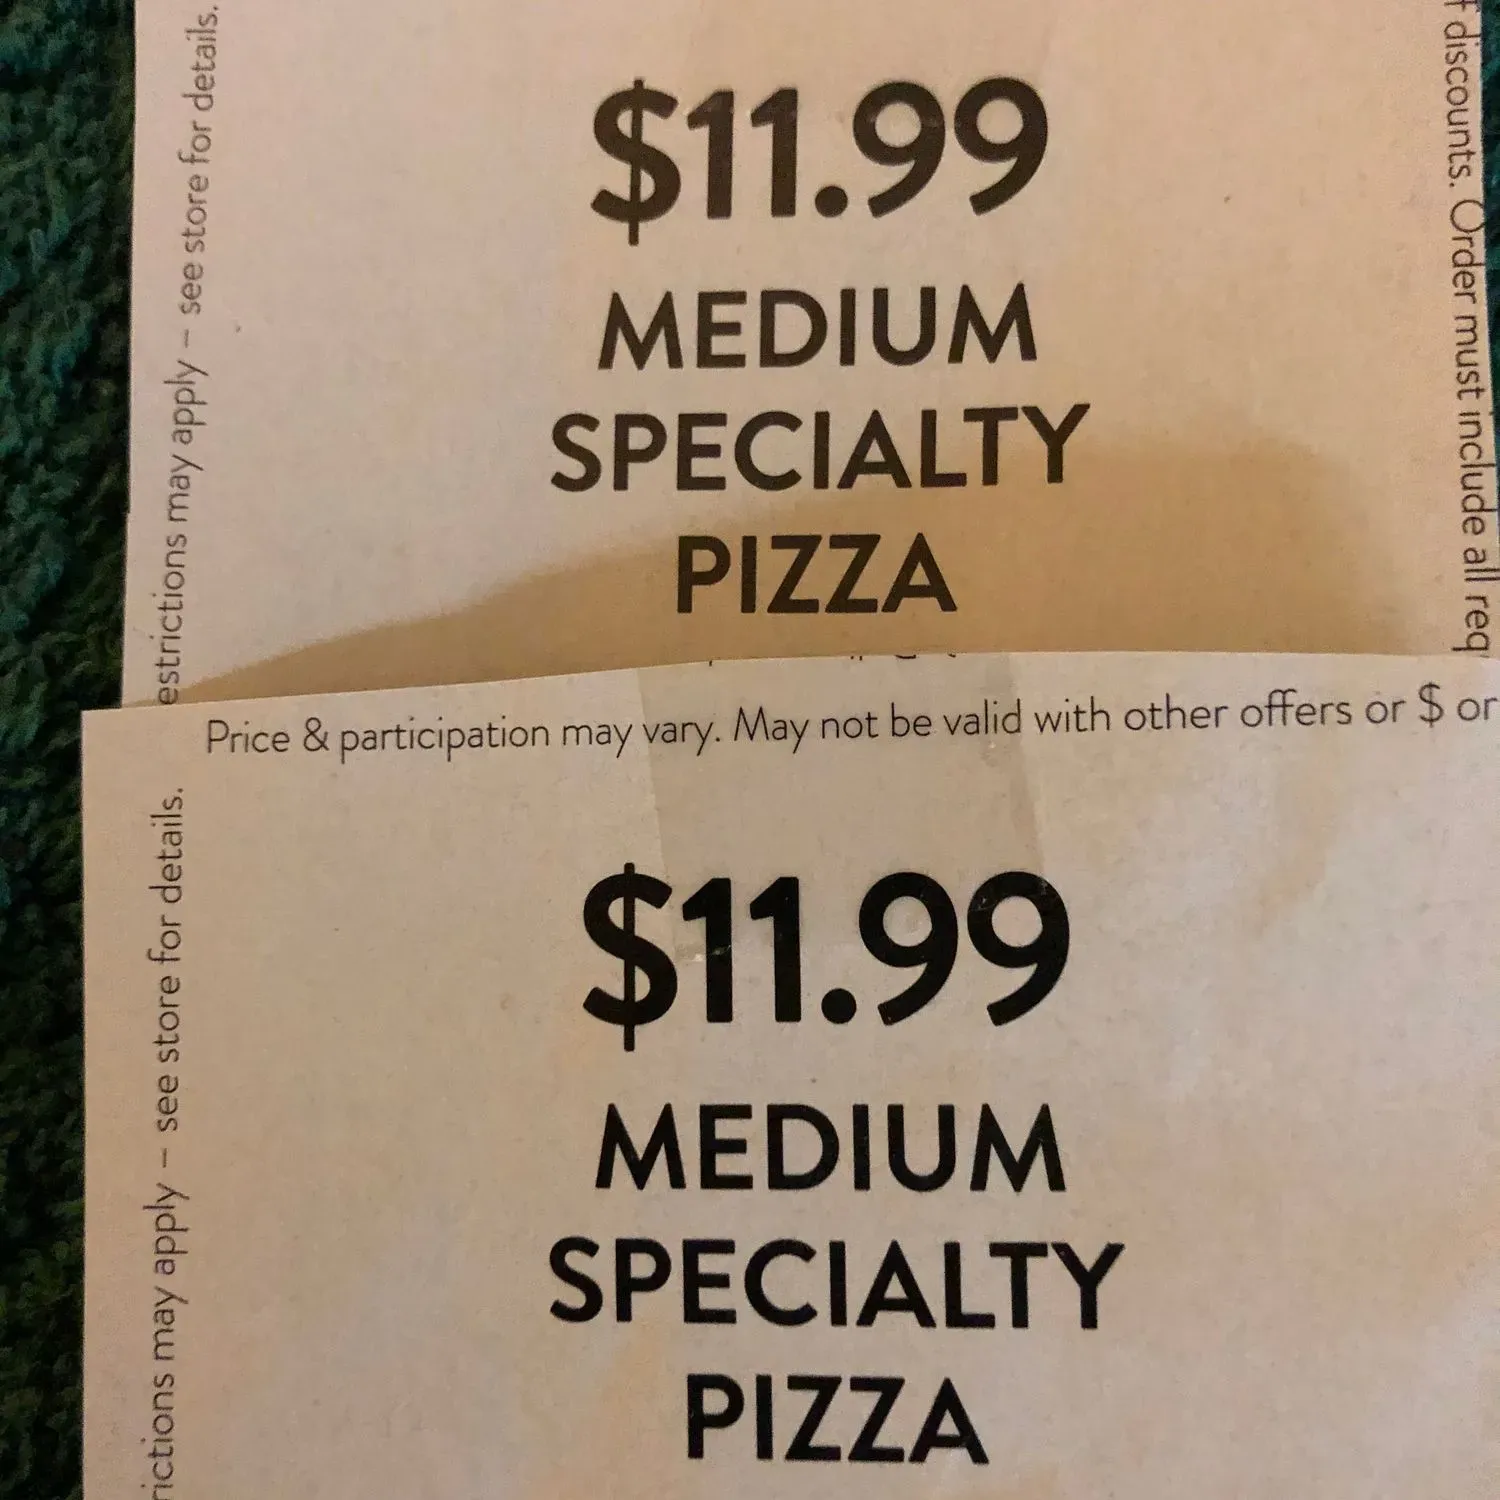 estrictions may apply – see store for details.
$11.99
MEDIUM
SPECIALTY
PIZZA
discounts. Order must include all req
Price & participation may vary. May not be valid with other offers or $ or
rictions may apply – see store for details.
$11.99
MEDIUM
SPECIALTY
PIZZA